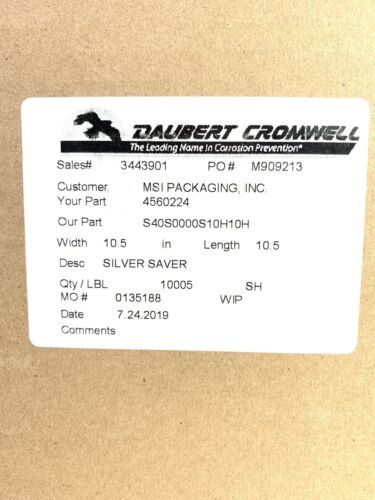 DAUBERT CROMWELL
The Leading Name In Corrosion Prevention®
Sales# 3443901 PO # M909213
Customer MSI PACKAGING, INC.
Your Part 4560224
Our Part S40S0000S10H10H
Width 10.5 in Length 10.5
Desc SILVER SAVER
Qty / LBL 10005 SH
MO # 0135188 WIP
Date 7.24.2019
Comments